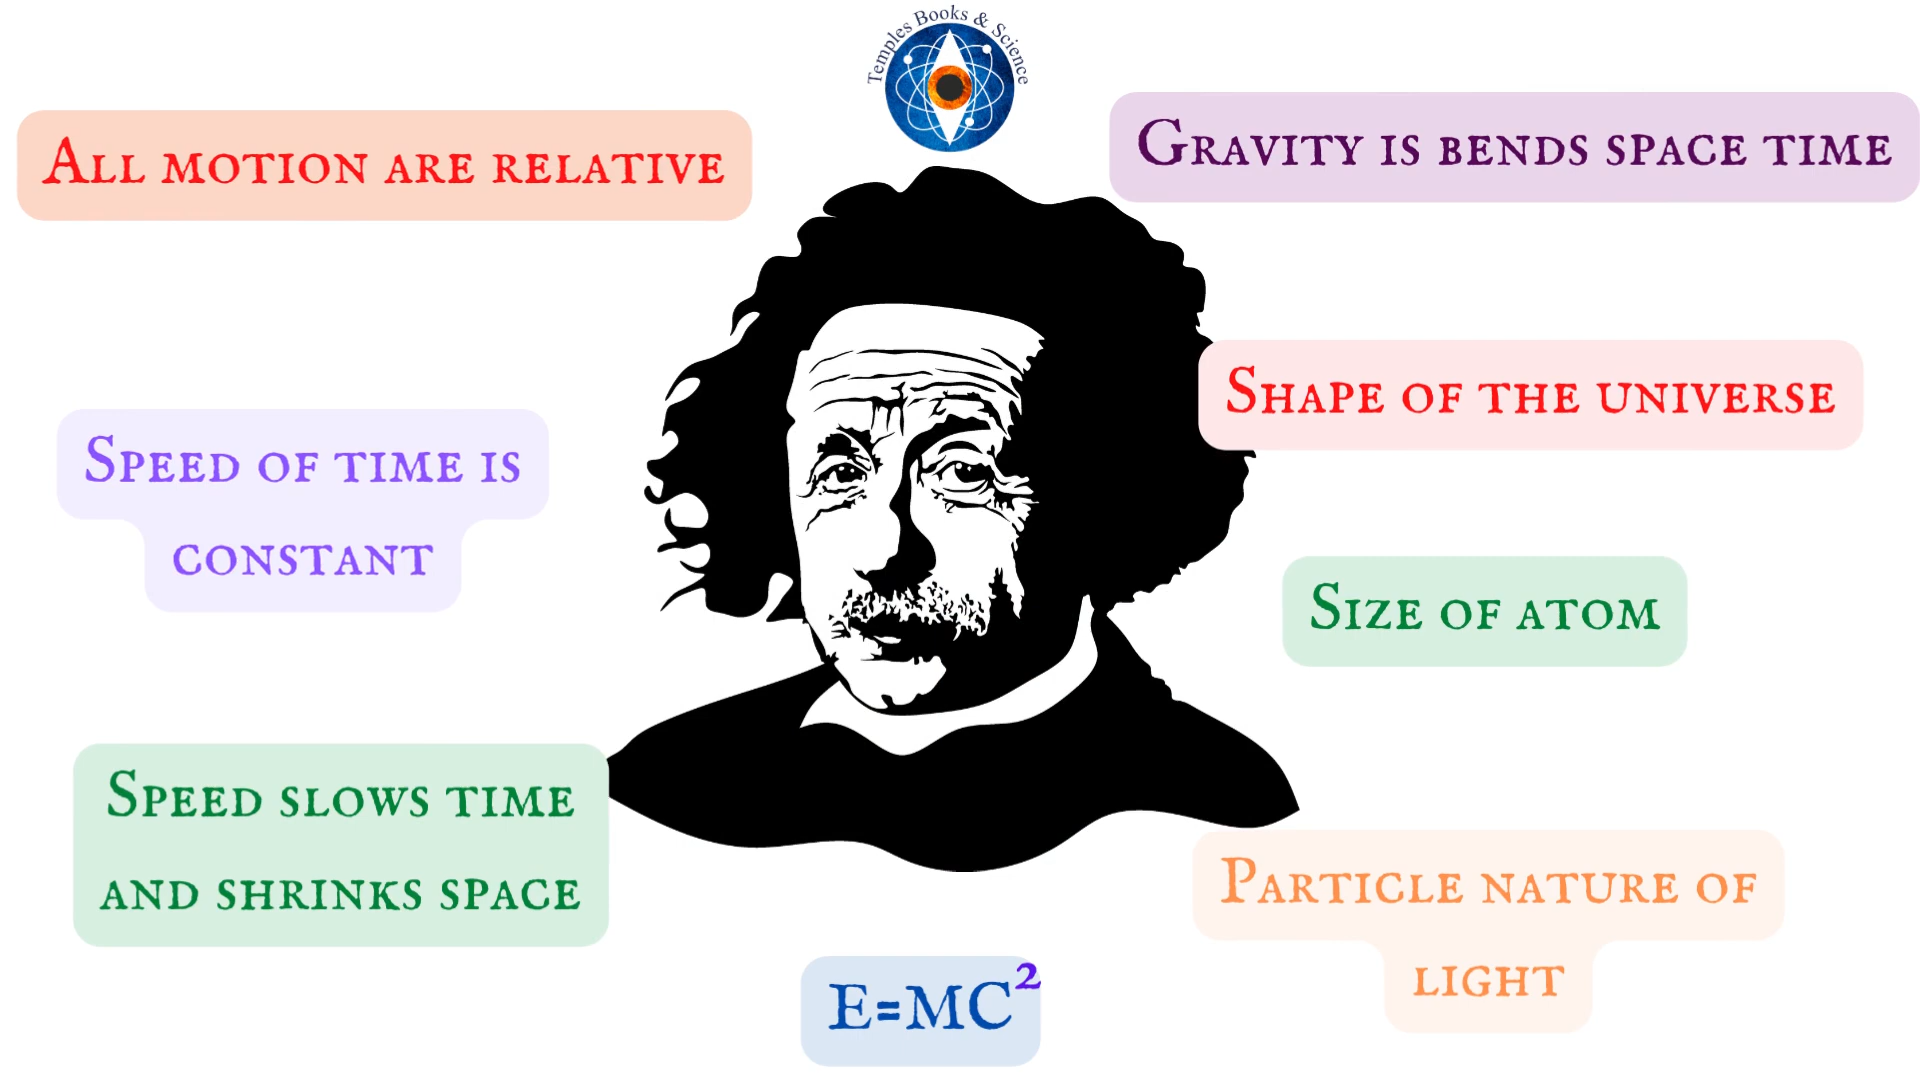 Temples Books & Science
All motion are relative
Gravity is bends space time
Shape of the universe
Speed of time is
constant
Size of atom
Speed slows time
and shrinks space
Particle nature of
light
E=MC²